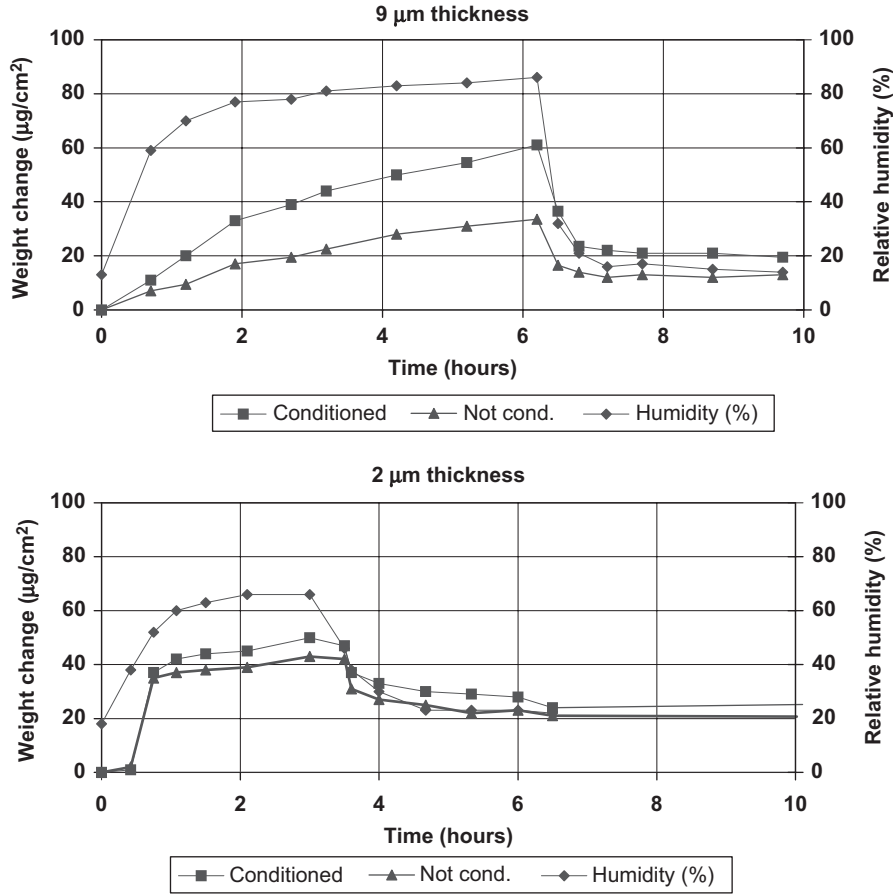 9 μm thickness
Weight change (μg/cm²)
Relative humidity (%)
100
80
60
40
20
0
100
80
60
40
20
0
0 2 4 6 8 10
Time (hours)
Conditioned Not cond. Humidity (%)
2 μm thickness
Weight change (μg/cm²)
Relative humidity (%)
100
80
60
40
20
0
100
80
60
40
20
0
0 2 4 6 8 10
Time (hours)
Conditioned Not cond. Humidity (%)